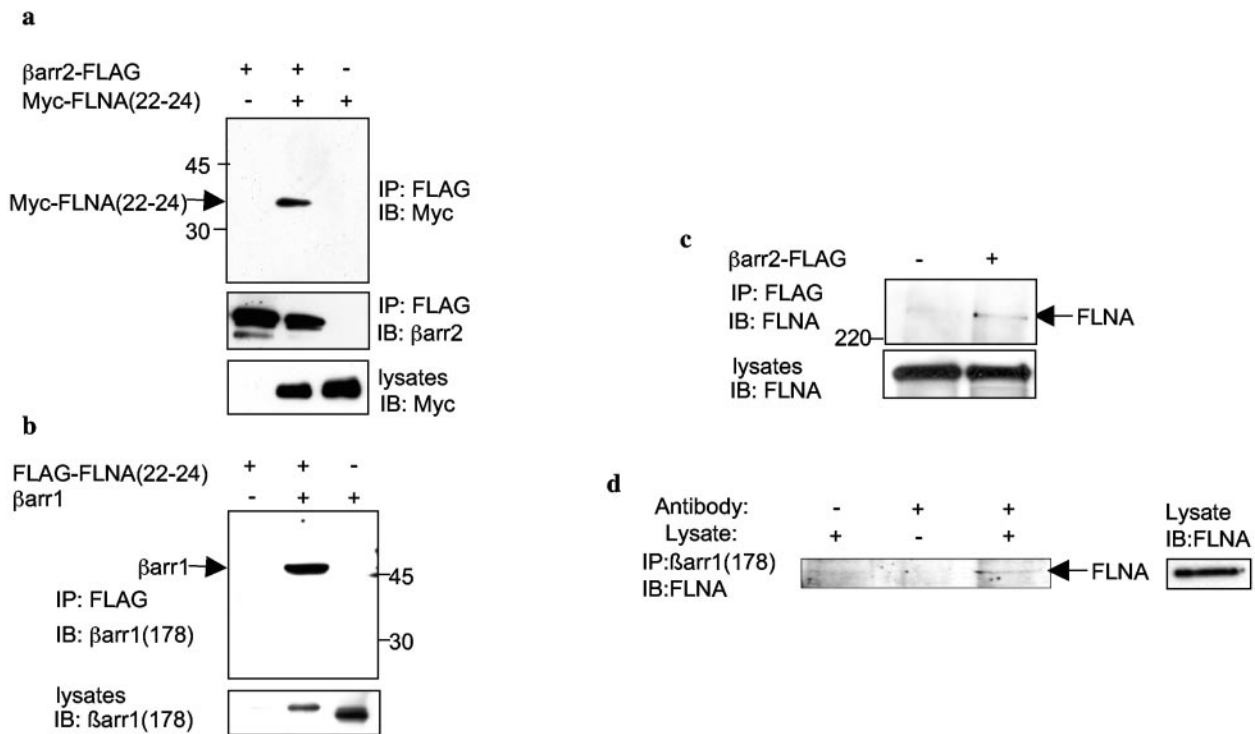 a
βarr2-FLAG + + -
Myc-FLNA(22-24) - + +
45
Myc-FLNA(22-24)
30
IP: FLAG
IB: Myc
IP: FLAG
IB: βarr2
lysates
IB: Myc
b
FLAG-FLNA(22-24) + + -
βarr1 - + +
βarr1
45
IP: FLAG
IB: βarr1(178)
30
lysates
IB: ßarr1(178)
c
βarr2-FLAG - +
IP: FLAG
IB: FLNA
FLNA
220
lysates
IB: FLNA
d
Antibody: - + +
Lysate: + - +
IP:ßarr1(178)
IB:FLNA
FLNA
Lysate
IB:FLNA